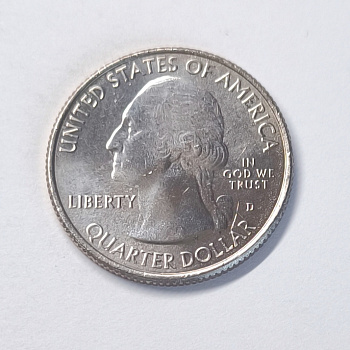 UNITED STATES OF AMERICA
LIBERTY
IN
GOD WE
TRUST
D
QUARTER DOLLAR